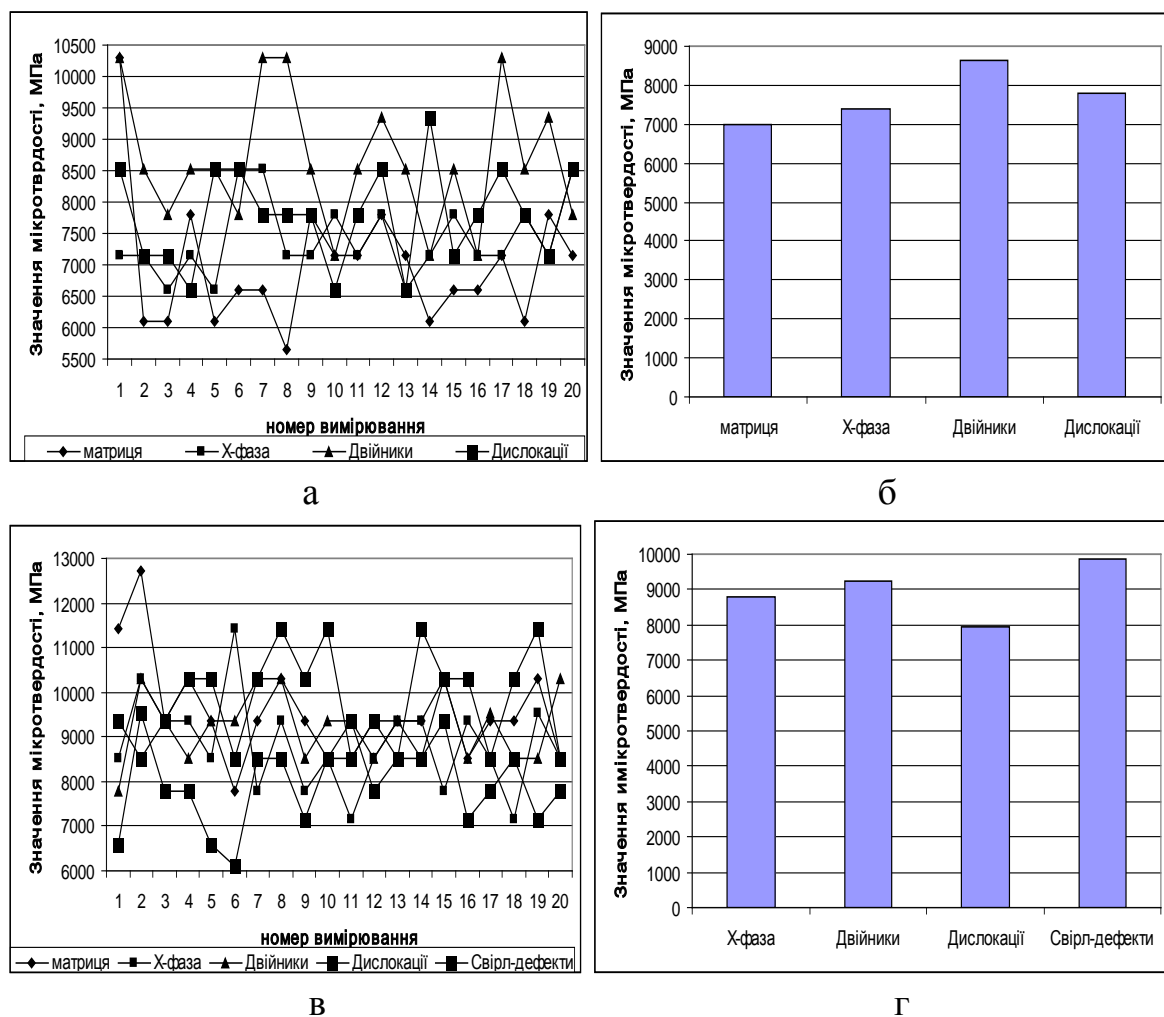 Значення мікротврдості, МПа
10500
10000
9500
9000
8500
8000
7500
7000
6500
6000
5500
1 2 3 4 5 6 7 8 9 10 11 12 13 14 15 16 17 18 19 20
номер вимірювання
матриця Х-фаза Двійники Дислокації
а
Значення мікротвердості, МПа
9000
8000
7000
6000
5000
4000
3000
2000
1000
0
матриця Х-фаза Двійники Дислокації
б
Значення мікротвердості, МПа
13000
12000
11000
10000
9000
8000
7000
6000
1 2 3 4 5 6 7 8 9 10 11 12 13 14 15 16 17 18 19 20
номер вимірювання
матриця Х-фаза Двійники Дислокації Свірл-дефекти
в
Значення имікротвердості, МПа
10000
9000
8000
7000
6000
5000
4000
3000
2000
1000
0
Х-фаза Двійники Дислокації Свірл-дефекти
г